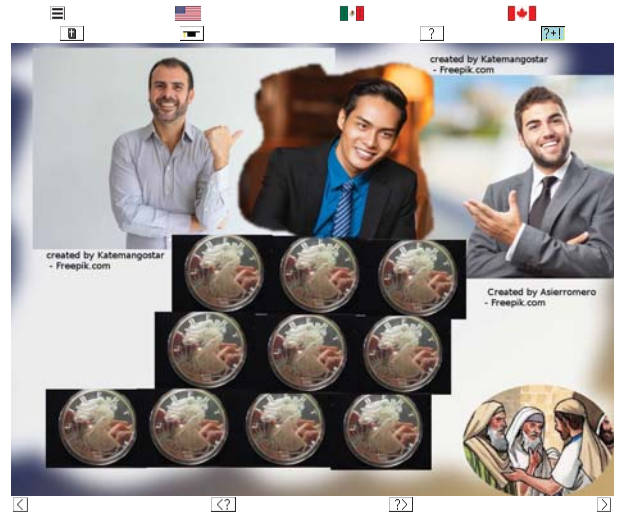 ?
?+!
created by Katemangostar
- Freepik.com
created by Katemangostar
- Freepik.com
Created by Asierromero
- Freepik.com
<
<?
?>
>